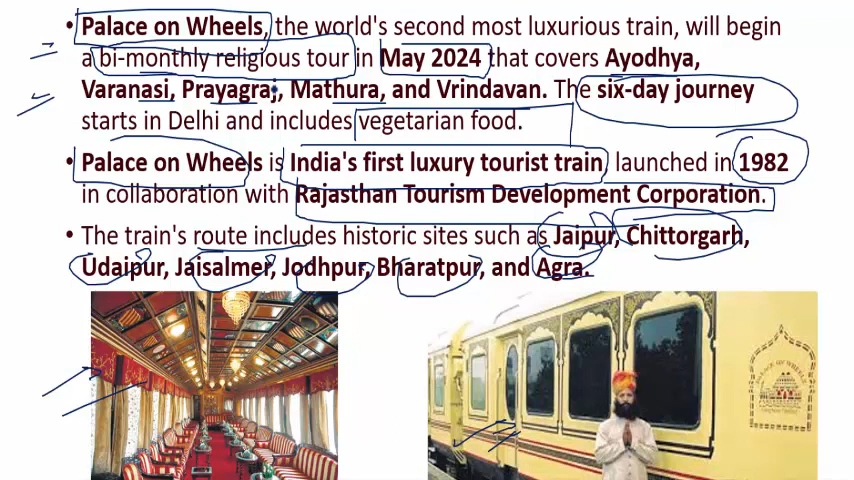 • Palace on Wheels, the world's second most luxurious train, will begin
a bi-monthly religious tour in May 2024 that covers Ayodhya,
Varanasi, Prayagraj, Mathura, and Vrindavan. The six-day journey
starts in Delhi and includes vegetarian food.
• Palace on Wheels is India's first luxury tourist train, launched in 1982
in collaboration with Rajasthan Tourism Development Corporation.
• The train's route includes historic sites such as Jaipur, Chittorgarh,
Udaipur, Jaisalmer, Jodhpur, Bharatpur, and Agra.
PALACE ON WHEELS